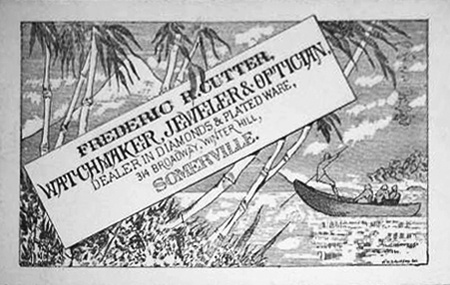 FREDERIC R. CUTTER,
WATCHMAKER, JEWELER & OPTICIAN.
DEALER IN DIAMONDS & PLATED WARE,
314 BROADWAY, WINTER HILL,
SOMERVILLE.